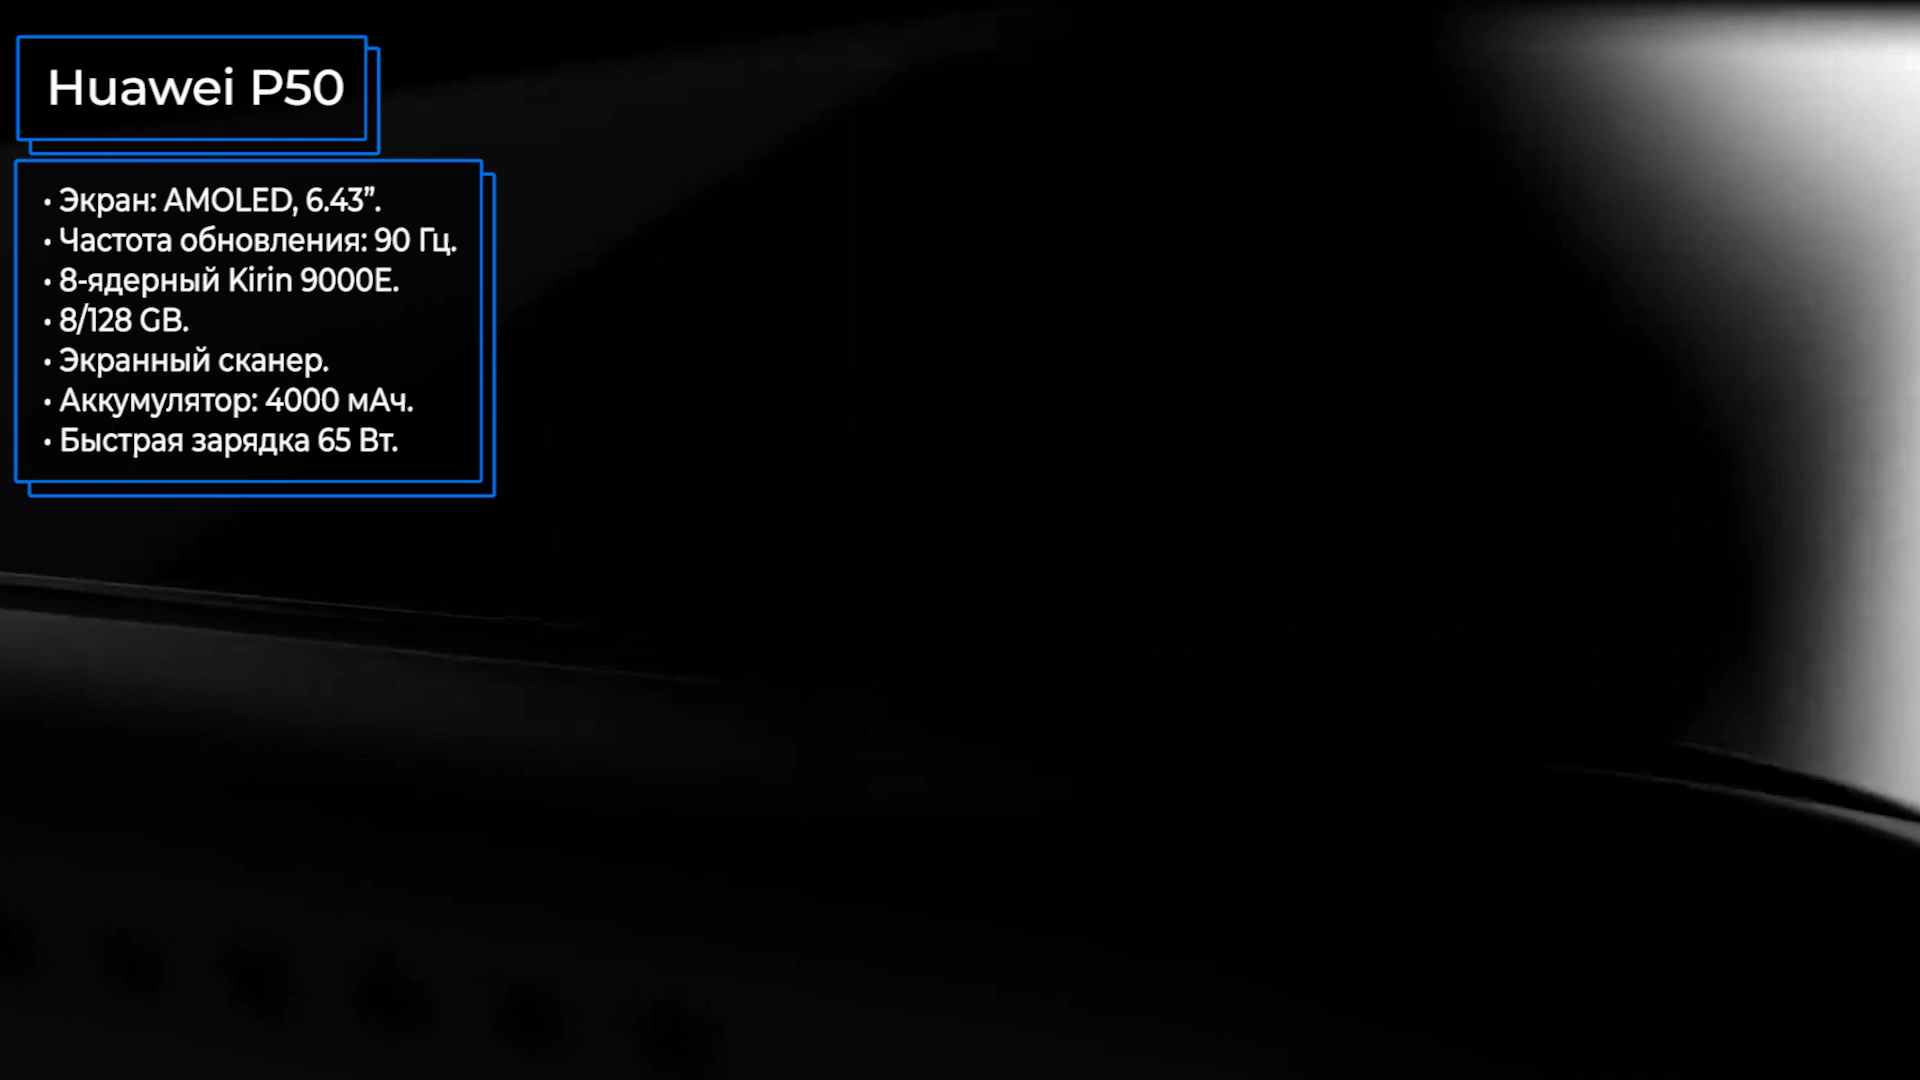 Huawei P50
• Экран: AMOLED, 6.43”.
• Частота обновления: 90 Гц.
• 8-ядерный Kirin 9000E.
• 8/128 GB.
• Экранный сканер.
• Аккумулятор: 4000 мАч.
• Быстрая зарядка 65 Вт.